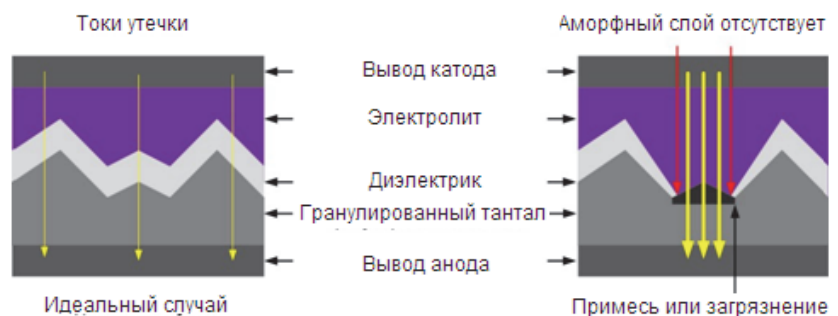 Токи утечки
Аморфный слой отсутствует
Вывод катода
Электролит
Диэлектрик
Гранулированный тантал
Вывод анода
Идеальный случай
Примесь или загрязнение